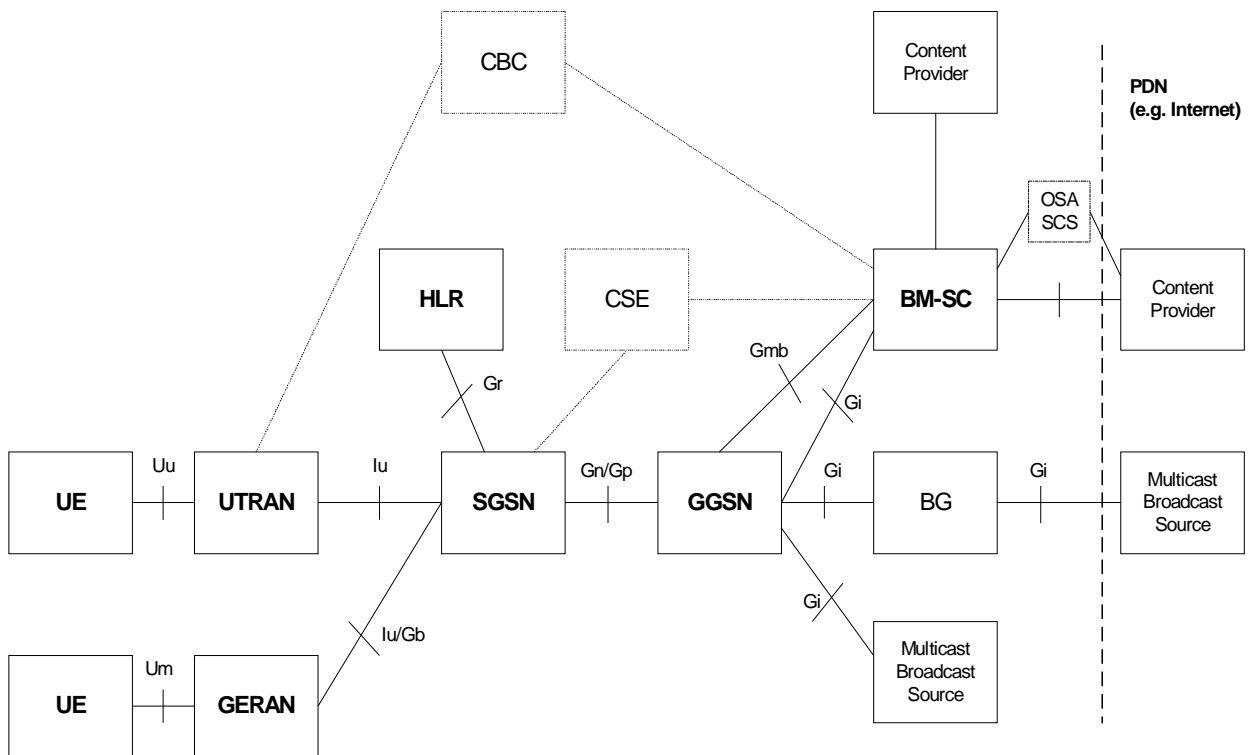 CBC
Content
Provider
PDN
(e.g. Internet)
OSA
SCS
HLR
CSE
BM-SC
Content
Provider
Gmb
Gr
Gi
Uu
Iu
Gn/Gp
Gi
Gi
UE
UTRAN
SGSN
GGSN
BG
Multicast
Broadcast
Source
Gi
Iu/Gb
Um
UE
GERAN
Multicast
Broadcast
Source